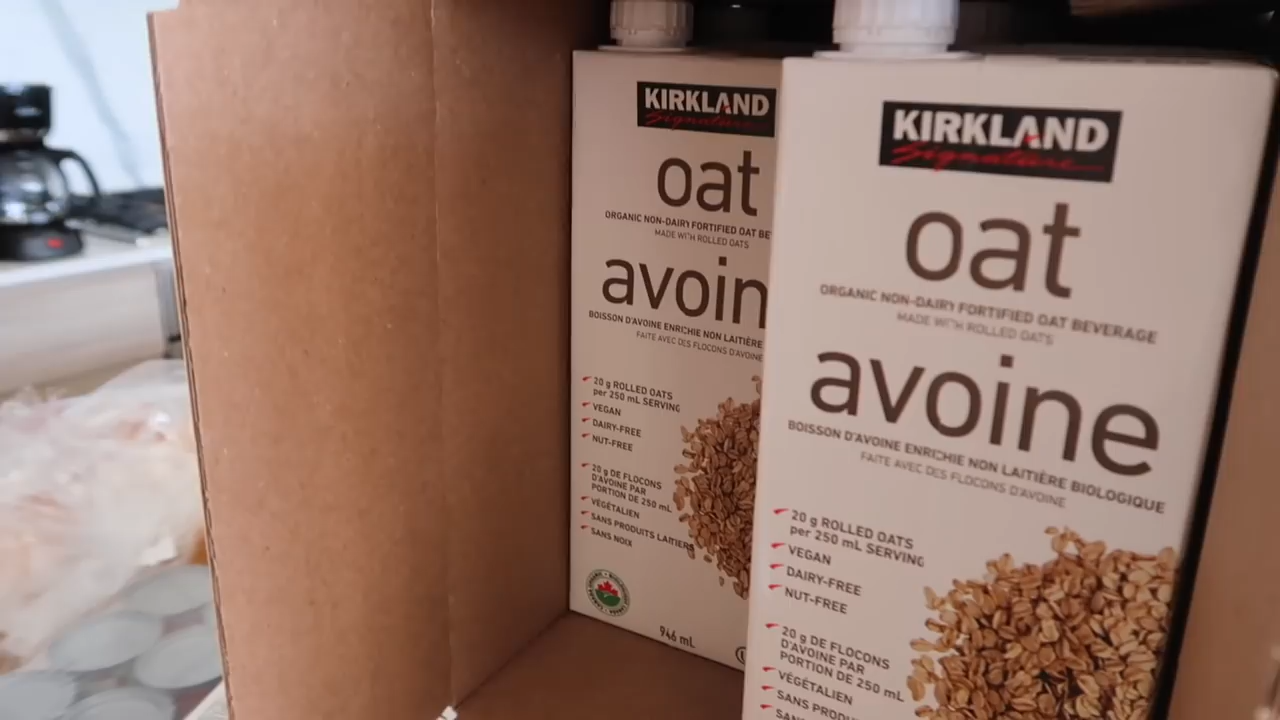 KIRKLAND
Signature
oat
ORGANIC NON-DAIRY FORTIFIED OAT BE
MADE WITH ROLLED OATS
avoin
BOISSON D'AVOINE ENRICHIE NON LAITIÈRE
FAITE AVEC DES FLOCONS D'AVOINE
20 g ROLLED OATS
per 250 mL SERVING
VEGAN
DAIRY-FREE
NUT-FREE
20 g DE FLOCONS
D'AVOINE PAR
PORTION DE 250 mL
VÉGÉTALIEN
SANS PRODUITS LAITIERS
SANS NOIX
946 mL
KIRKLAND
Signature
oat
ORGANIC NON-DAIRY FORTIFIED OAT BEVERAGE
MADE WITH ROLLED OATS
avoine
BOISSON D'AVOINE ENRICHIE NON LAITIÈRE BIOLOGIQUE
FAITE AVEC DES FLOCONS D'AVOINE
20 g ROLLED OATS
per 250 mL SERVING
VEGAN
DAIRY-FREE
NUT-FREE
20 g DE FLOCONS
D'AVOINE PAR
PORTION DE 250 mL
VÉGÉTALIEN
SANS PRODU
SANS